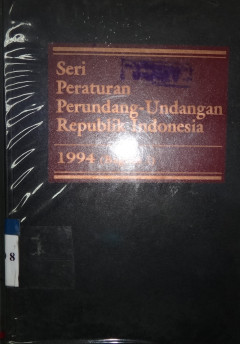 Seri
Peraturan
Perundang-Undangan
Republik Indonesia
1994
8